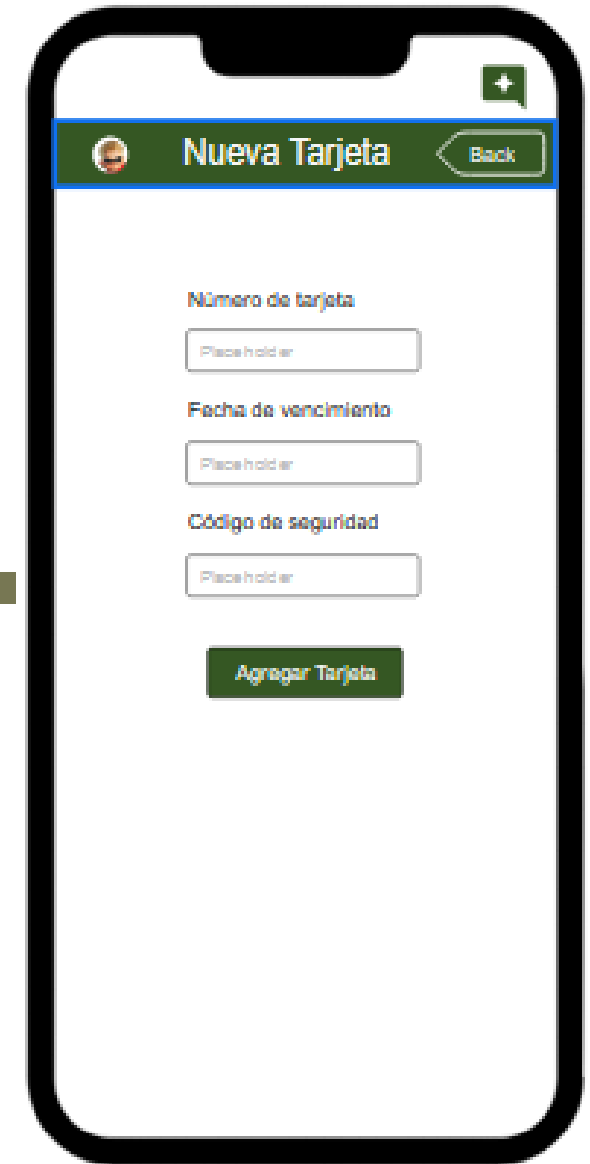 Nueva Tarjeta
Back
Número de tarjeta
Placeholder
Fecha de vencimiento
Placeholder
Código de seguridad
Placeholder
Agregar Tarjeta